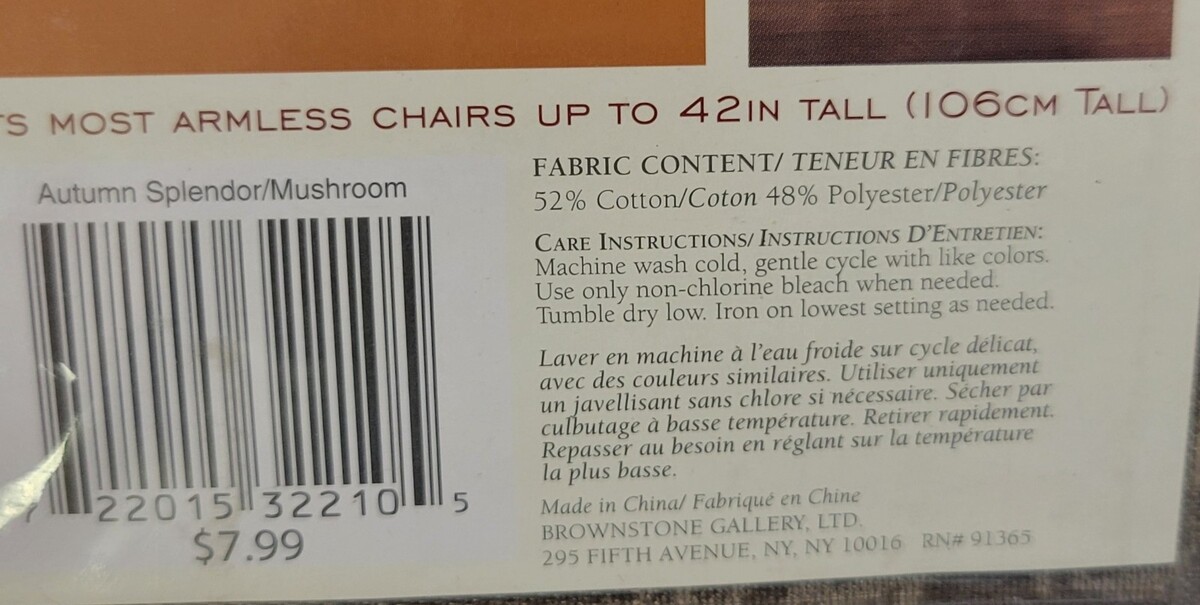 MOST ARMLESS CHAIRS UP TO 42IN TALL (106CM TALL)
Autumn Splendor/Mushroom
22015 32210 5
$7.99
FABRIC CONTENT/ TENEUR EN FIBRES:
52% Cotton/Coton 48% Polyester/Polyester
CARE INSTRUCTIONS/ INSTRUCTIONS D'ENTRETIEN:
Machine wash cold, gentle cycle with like colors.
Use only non-chlorine bleach when needed.
Tumble dry low. Iron on lowest setting as needed.
Laver en machine à l'eau froide sur cycle délicat,
avec des couleurs similaires. Utiliser uniquement
un javellisant sans chlore si nécessaire. Sécher par
culbutage à basse température. Retirer rapidement.
Repasser au besoin en réglant sur la température
la plus basse.
Made in China/ Fabriqué en Chine
BROWNSTONE GALLERY, LTD.
295 FIFTH AVENUE, NY, NY 10016 RN# 91365